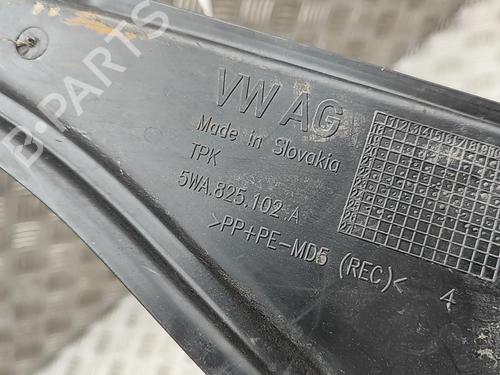 B-PARTS
VW AG
Made in Slovakia
TPK
5WA.825.102.A
>PP+PE-MD5 (REC)< 4